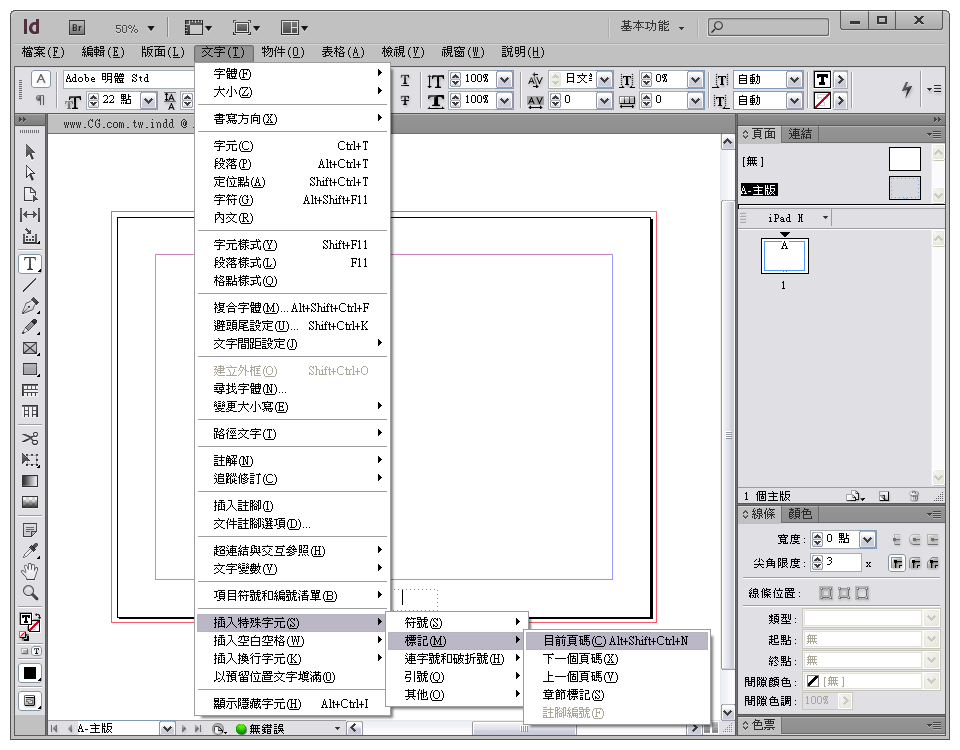 Id Br 50% 基本功能
檔案(F) 編輯(E) 版面(L) 文字(T) 物件(O) 表格(A) 檢視(V) 視窗(W) 說明(H)
A Adobe 明體 Std T 100% 日文 0% 自動 T
22 點 100% 0 0 自動
www.CG.com.tw.indd @
字體(F)
大小(Z)
書寫方向(X)
字元(C) Ctrl+T
段落(P) Alt+Ctrl+T
定位點(A) Shift+Ctrl+T
字符(G) Alt+Shift+F11
內文(R)
字元樣式(Y) Shift+F11
段落樣式(L) F11
格點樣式(Q)
複合字體(M)... Alt+Shift+Ctrl+F
避頭尾設定(U)... Shift+Ctrl+K
文字間距設定(J)
建立外框(O) Shift+Ctrl+O
尋找字體(N)...
變更大小寫(E)
路徑文字(T)
註解(N)
追蹤修訂(C)
插入註腳(I)
文件註腳選項(D)...
超連結與交互參照(H)
文字變數(V)
項目符號和編號清單(B)
插入特殊字元(S)
插入空白空格(W)
插入換行字元(K)
以預留位置文字填滿(O)
顯示隱藏字元(H) Alt+Ctrl+I
符號(S)
標記(M)
連字號和破折號(H)
引號(Q)
其他(O)
目前頁碼(C) Alt+Shift+Ctrl+N
下一個頁碼(X)
上一個頁碼(V)
章節標記(S)
註腳編號(F)
頁面 連結
[無]
A-主版
iPad H
A
1
1 個主版
線條 顏色
寬度: 0 點
尖角限度: 3 x
線條位置:
類型:
起點: 無
終點: 無
間隙顏色: [無]
間隙色調: 100%
色票
A-主版 無錯誤